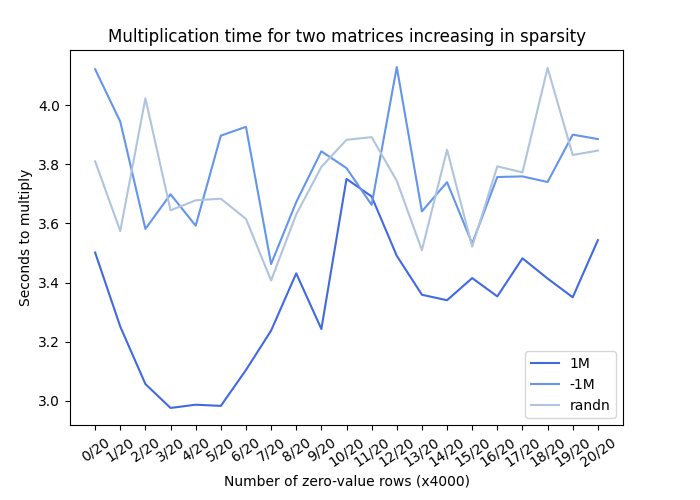 Multiplication time for two matrices increasing in sparsity
Seconds to multiply
4.0
3.8
3.6
3.4
3.2
3.0
1M
-1M
randn
0/20 1/20 2/20 3/20 4/20 5/20 6/20 7/20 8/20 9/20 10/20 11/20 12/20 13/20 14/20 15/20 16/20 17/20 18/20 19/20 20/20
Number of zero-value rows (x4000)